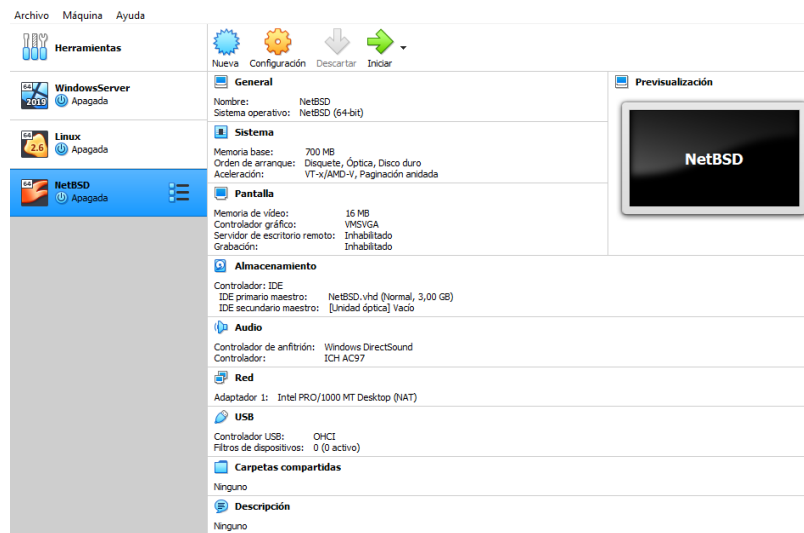 Archivo Máquina Ayuda
Herramientas
64 2019 WindowsServer
Apagada
64 2.6 Linux
Apagada
64 NetBSD
Apagada
Nueva Configuración Descartar Iniciar
General
Nombre: NetBSD
Sistema operativo: NetBSD (64-bit)
Sistema
Memoria base: 700 MB
Orden de arranque: Disquete, Óptica, Disco duro
Aceleración: VT-x/AMD-V, Paginación anidada
Pantalla
Memoria de vídeo: 16 MB
Controlador gráfico: VMSVGA
Servidor de escritorio remoto: Inhabilitado
Grabación: Inhabilitado
Previsualización
NetBSD
Almacenamiento
Controlador: IDE
IDE primario maestro: NetBSD.vhd (Normal, 3,00 GB)
IDE secundario maestro: [Unidad óptica] Vacío
Audio
Controlador de anfitrión: Windows DirectSound
Controlador: ICH AC97
Red
Adaptador 1: Intel PRO/1000 MT Desktop (NAT)
USB
Controlador USB: OHCI
Filtros de dispositivos: 0 (0 activo)
Carpetas compartidas
Ninguno
Descripción
Ninguno